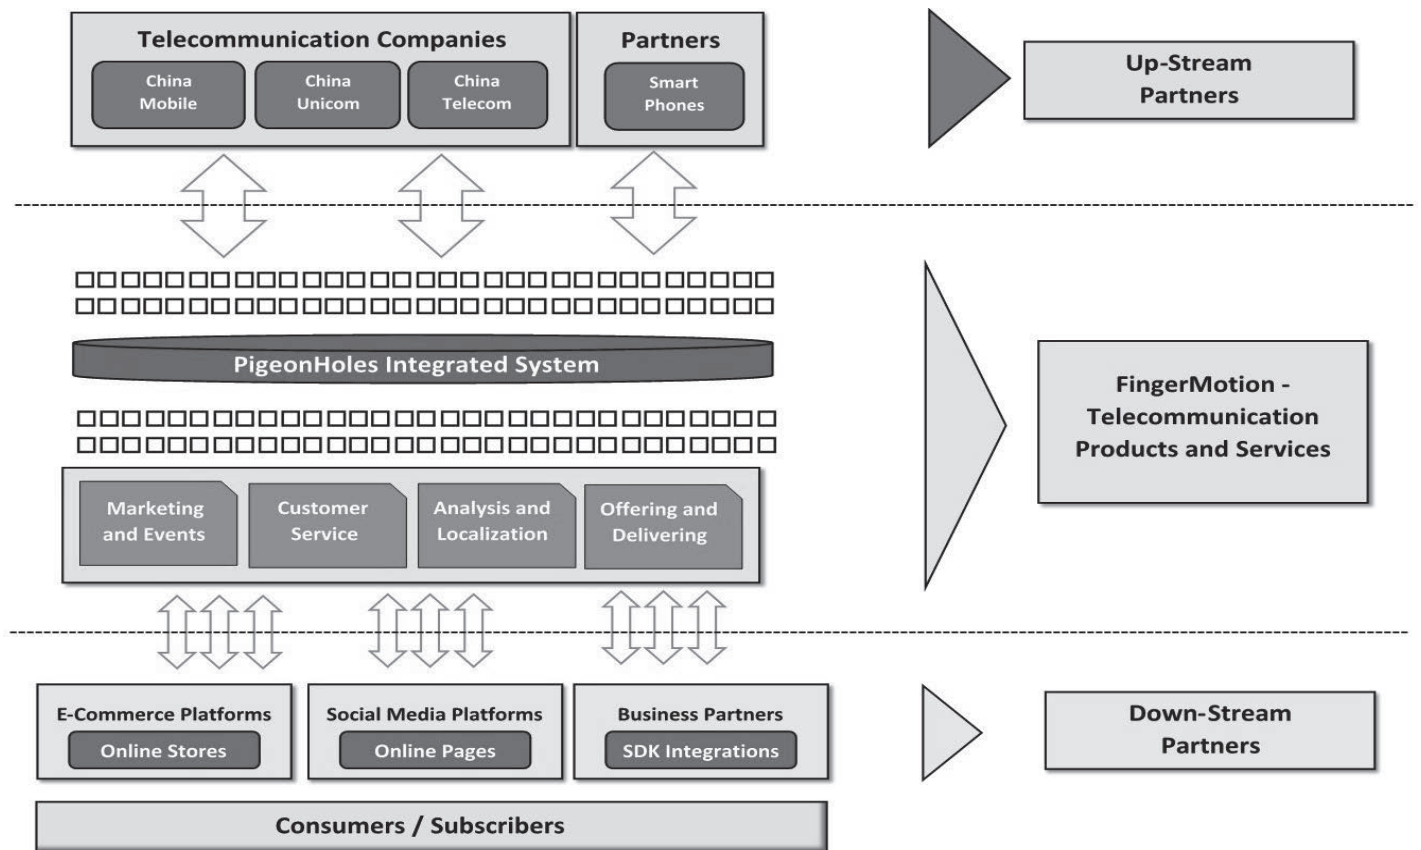 Telecommunication Companies
China
Mobile
China
Unicom
China
Telecom
Partners
Smart
Phones
Up-Stream
Partners
PigeonHoles Integrated System
Marketing
and Events
Customer
Service
Analysis and
Localization
Offering and
Delivering
FingerMotion -
Telecommunication
Products and Services
E-Commerce Platforms
Online Stores
Social Media Platforms
Online Pages
Business Partners
SDK Integrations
Down-Stream
Partners
Consumers / Subscribers